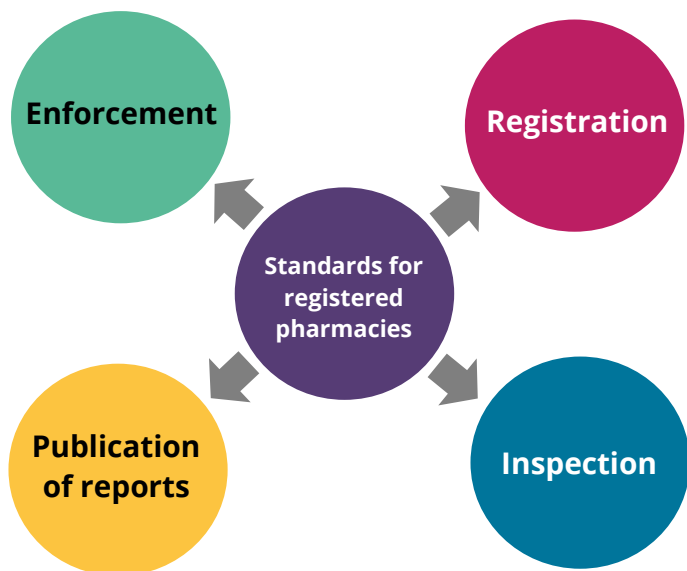 Enforcement
Registration
Standards for
registered
pharmacies
Publication
of reports
Inspection